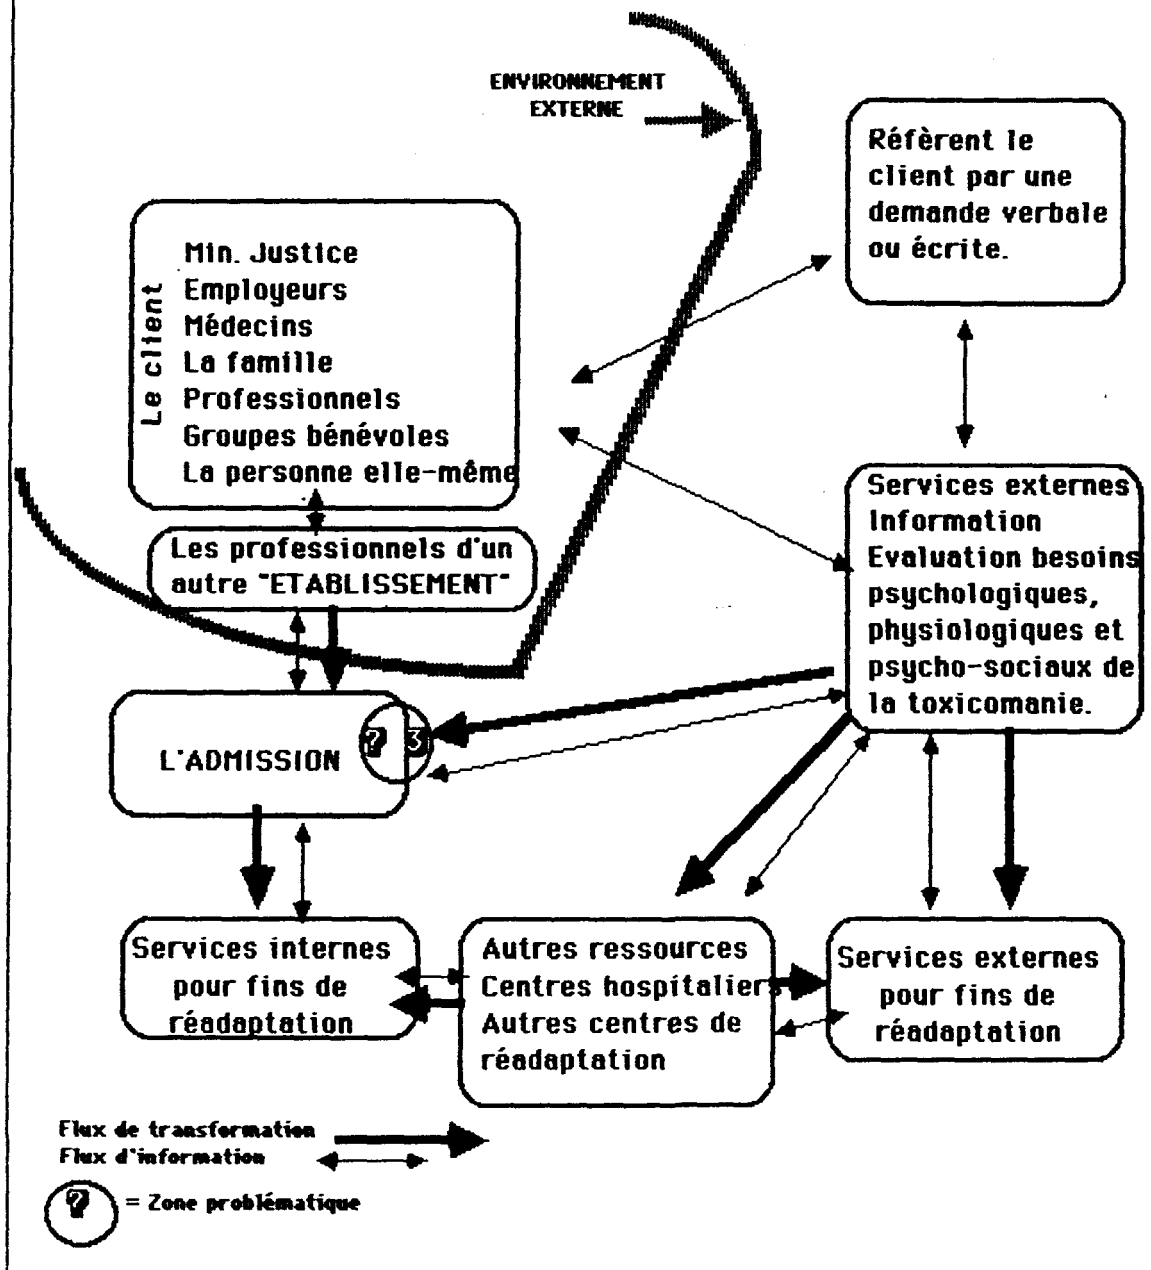 ENVIRONNEMENT
EXTERNE
Réfèrent le
client par une
demande verbale
ou écrite.
Le client
Min. Justice
Employeurs
Médecins
La famille
Professionnels
Groupes bénévoles
La personne elle-même
Les professionnels d'un
autre "ETABLISSEMENT"
Services externes
Information
Evaluation besoins
psychologiques,
physiologiques et
psycho-sociaux de
la toxicomanie.
L'ADMISSION
? 3
Services internes
pour fins de
réadaptation
Autres ressources
Centres hospitaliers
Autres centres de
réadaptation
Services externes
pour fins de
réadaptation
Flux de transformation
Flux d'information
? = Zone problématique